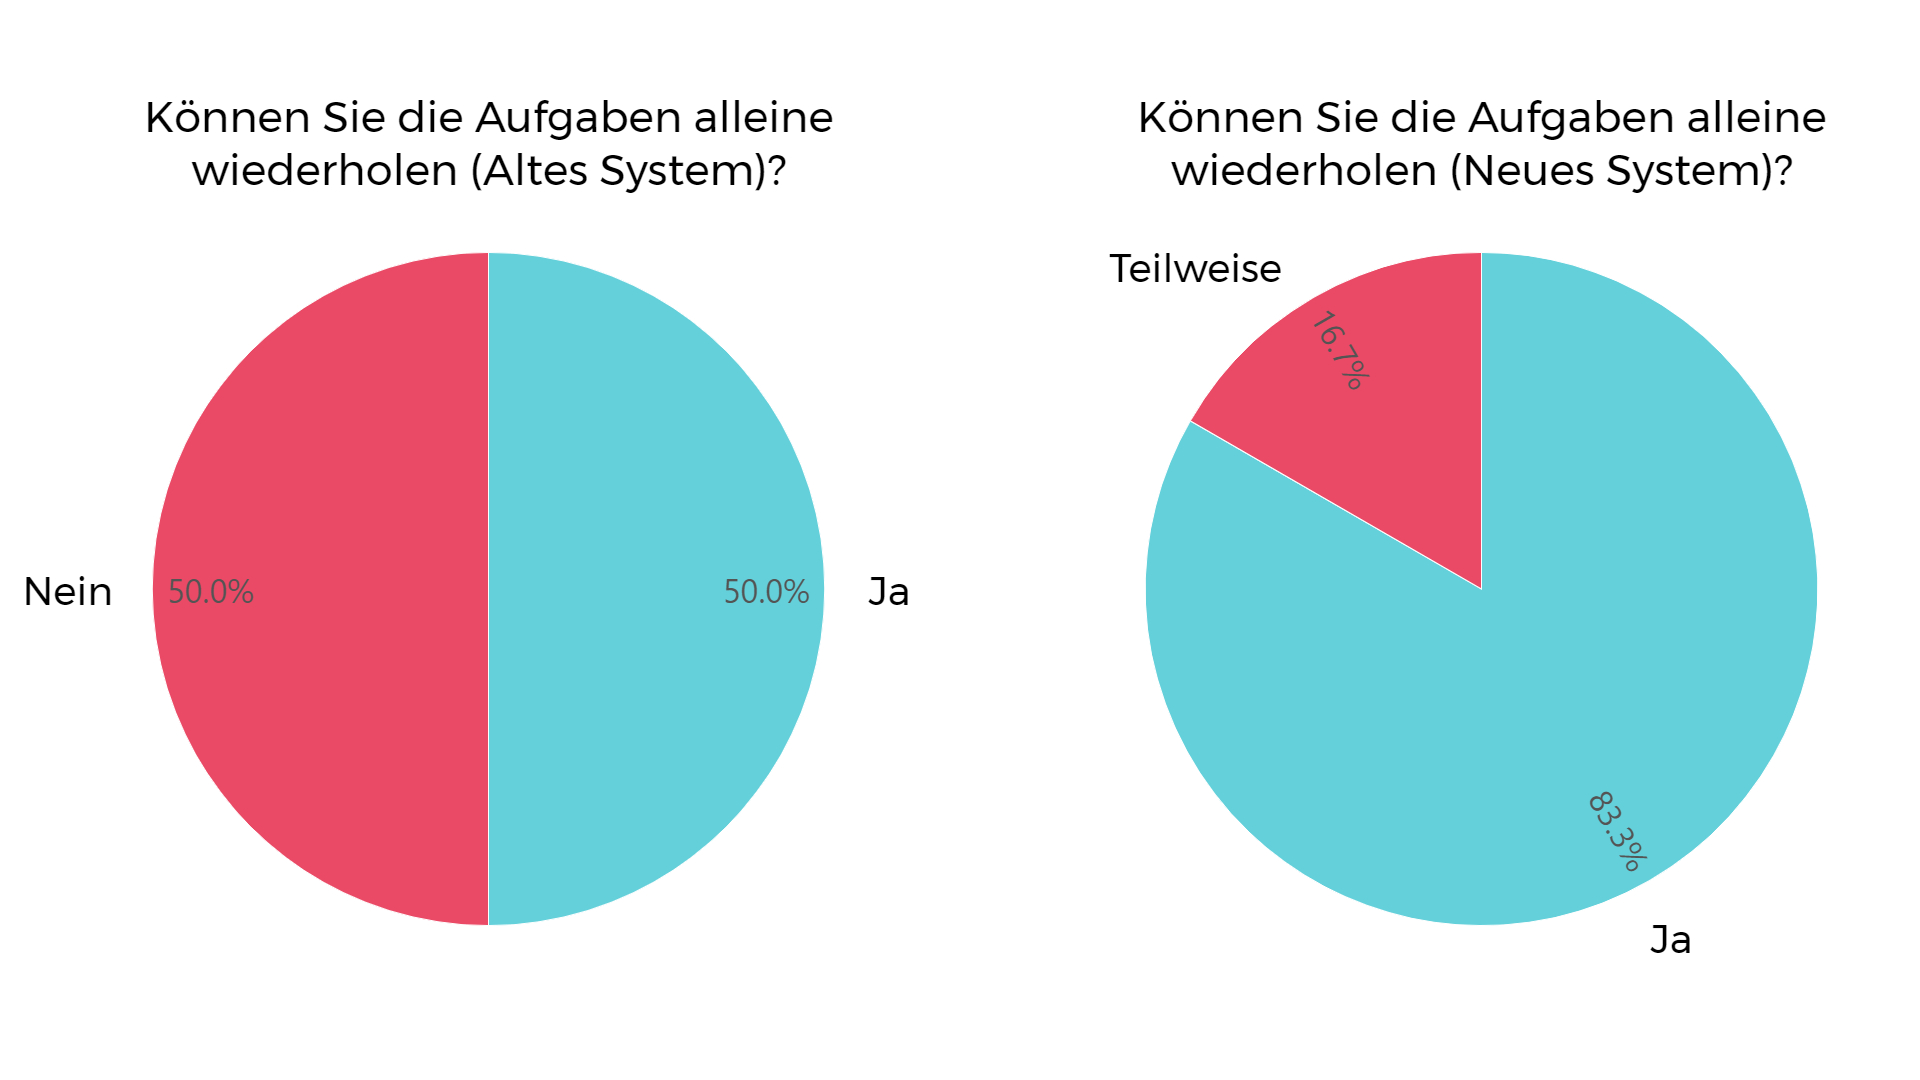 Können Sie die Aufgaben alleine
wiederholen (Altes System)?
Nein
50.0%
50.0%
Ja
Können Sie die Aufgaben alleine
wiederholen (Neues System)?
Teilweise
16.7%
83.3%
Ja